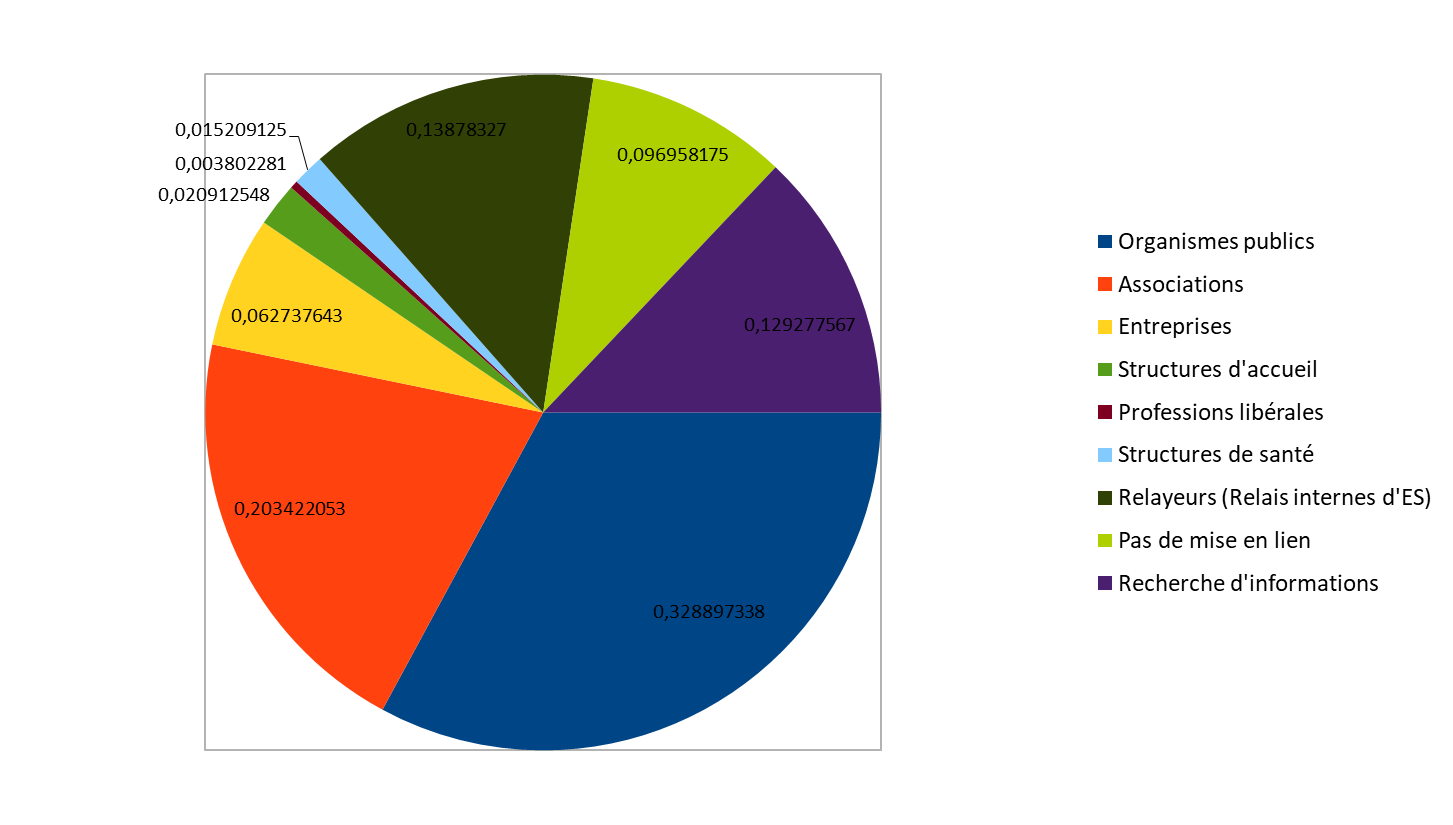 0,015209125
0,003802281
0,020912548
0,13878327
0,096958175
0,062737643
0,129277567
0,203422053
0,328897338
Organismes publics
Associations
Entreprises
Structures d'accueil
Professions libérales
Structures de santé
Relayeurs (Relais internes d'ES)
Pas de mise en lien
Recherche d'informations